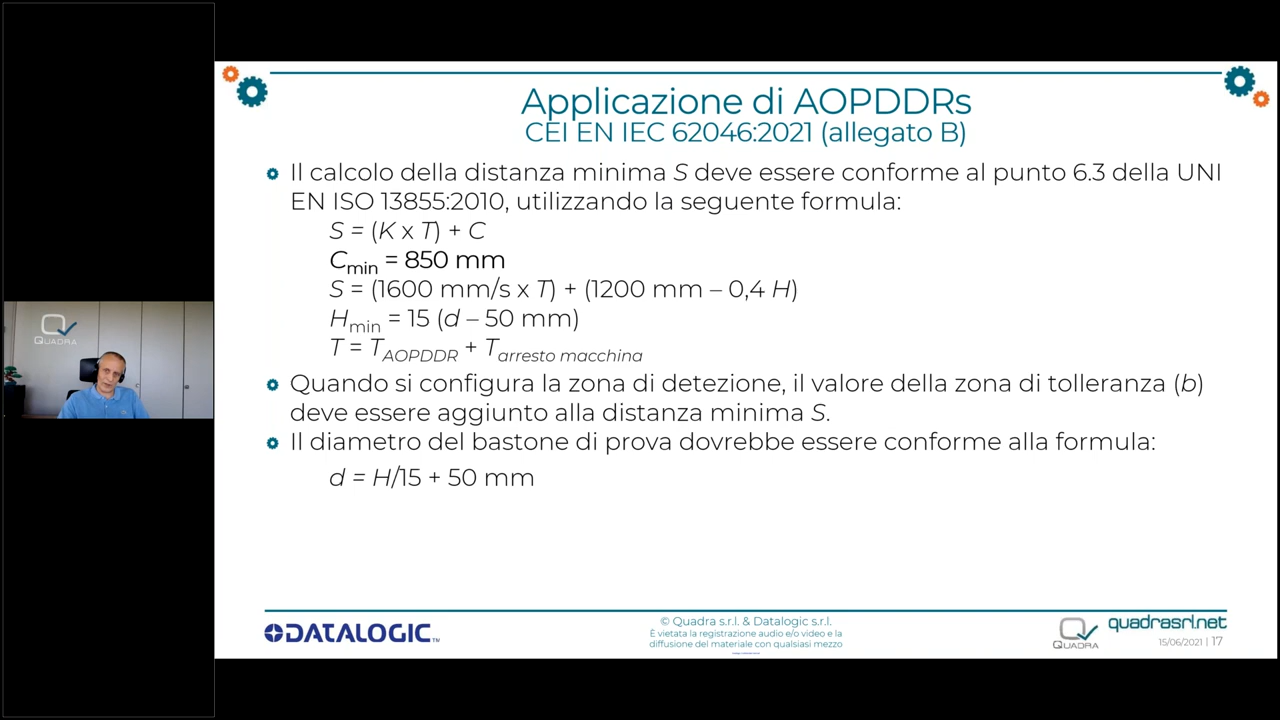 Applicazione di AOPDDRs
CEI EN IEC 62046:2021 (allegato B)
Il calcolo della distanza minima S deve essere conforme al punto 6.3 della UNI
EN ISO 13855:2010, utilizzando la seguente formula:
S = (K x T) + C
Cmin = 850 mm
S = (1600 mm/s x T) + (1200 mm – 0,4 H)
Hmin = 15 (d – 50 mm)
T = TAOPDDR + Tarresto macchina
Quando si configura la zona di detezione, il valore della zona di tolleranza (b)
deve essere aggiunto alla distanza minima S.
Il diametro del bastone di prova dovrebbe essere conforme alla formula:
d = H/15 + 50 mm
QUADRA
DATALOGIC™
© Quadra s.r.l. & Datalogic s.r.l.
È vietata la registrazione audio e/o video e la
diffusione del materiale con qualsiasi mezzo
QUADRA
quadrasrl.net
15/06/2021 | 17